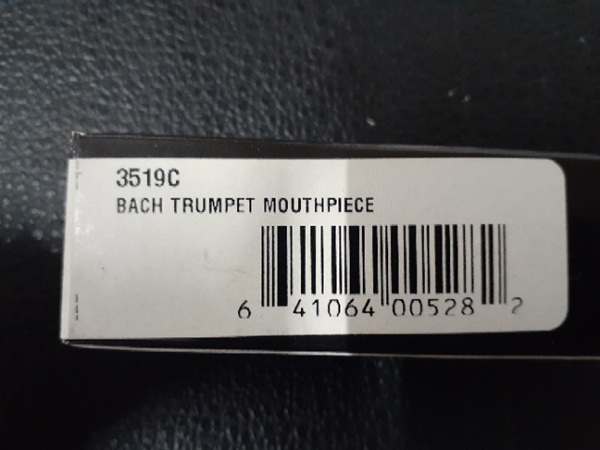 3519C
BACH TRUMPET MOUTHPIECE
6 41064 00528 2